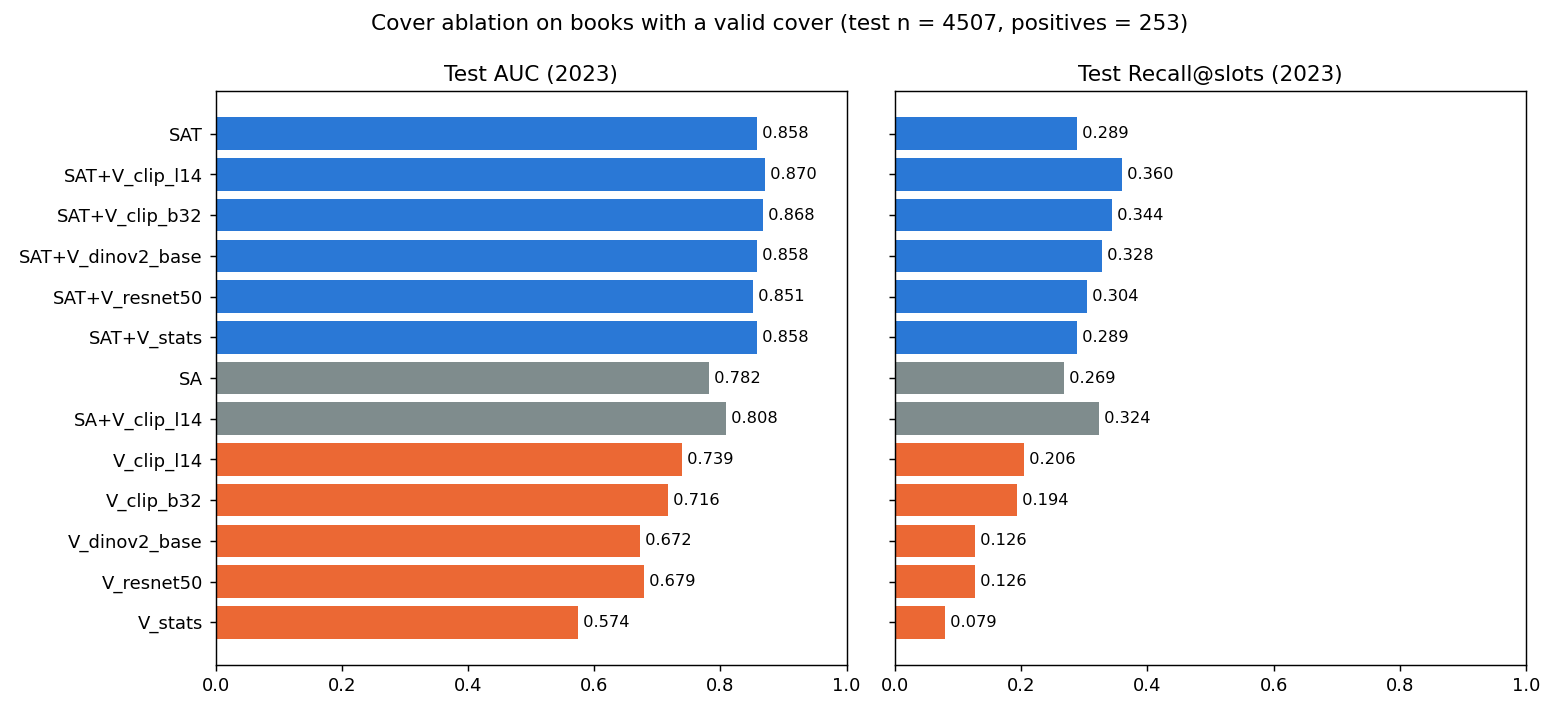 Cover ablation on books with a valid cover (test n = 4507, positives = 253)
Test AUC (2023)
SAT 0.858
SAT+V_clip_l14 0.870
SAT+V_clip_b32 0.868
SAT+V_dinov2_base 0.858
SAT+V_resnet50 0.851
SAT+V_stats 0.858
SA 0.782
SA+V_clip_l14 0.808
V_clip_l14 0.739
V_clip_b32 0.716
V_dinov2_base 0.672
V_resnet50 0.679
V_stats 0.574
0.0 0.2 0.4 0.6 0.8 1.0
Test Recall@slots (2023)
0.289
0.360
0.344
0.328
0.304
0.289
0.269
0.324
0.206
0.194
0.126
0.126
0.079
0.0 0.2 0.4 0.6 0.8 1.0